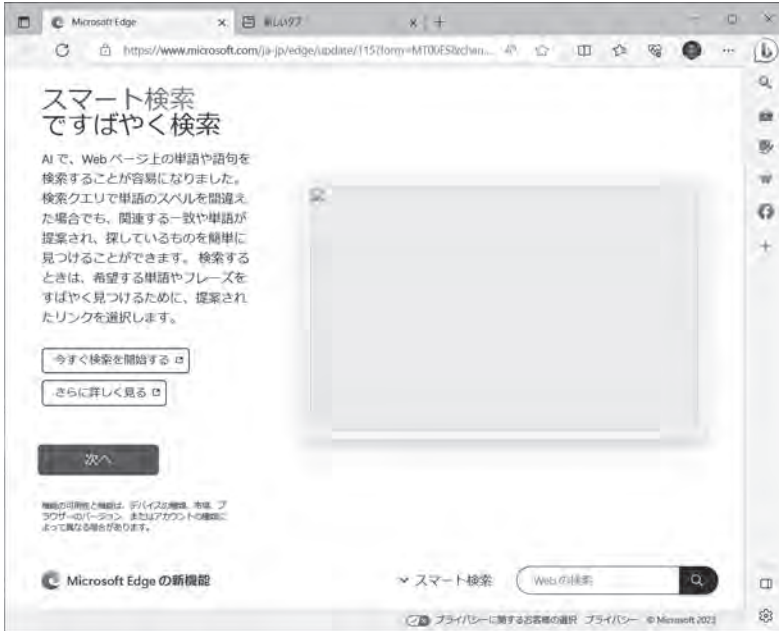 Microsoft Edge
新しいタブ
https://www.microsoft.com/ja-jp/edge/update/115?form=MT00FS&chan...
スマート検索
ですばやく検索
AI で、Web ページ上の単語や語句を
検索することが容易になりました。
検索クエリで単語のスペルを間違え
た場合でも、関連する一致や単語が
提案され、探しているものを簡単に
見つけることができます。 検索する
ときは、希望する単語やフレーズを
すばやく見つけるために、提案され
たリンクを選択します。
今すぐ検索を開始する
さらに詳しく見る
次へ
機能の可用性と機能は、デバイスの種類、市場、ブ
ラウザーのバージョン、またはアカウントの種類に
よって異なる場合があります。
Microsoft Edge の新機能
スマート検索
Web の検索
プライバシーに関するお客様の選択 プライバシー © Microsoft 2023